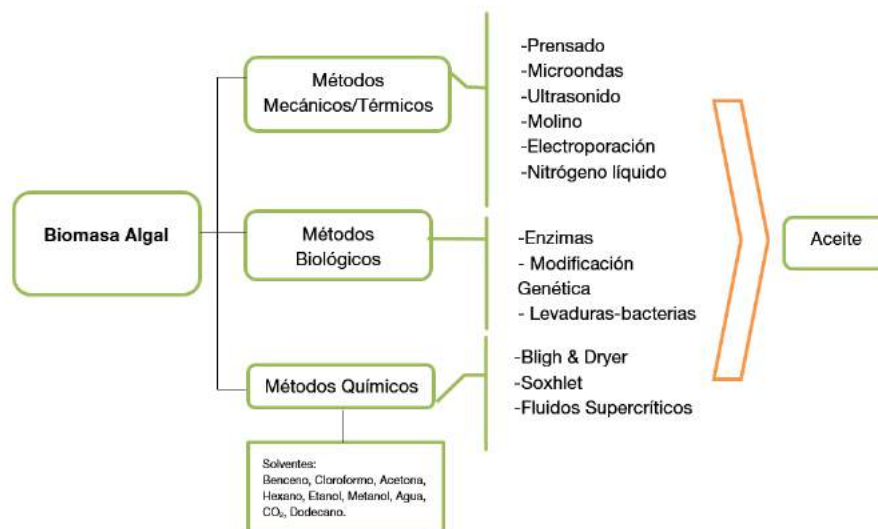 Biomasa Algal
Métodos
Mecánicos/Térmicos
-Prensado
-Microondas
-Ultrasonido
-Molino
-Electroporación
-Nitrógeno líquido
Métodos
Biológicos
-Enzimas
- Modificación
Genética
- Levaduras-bacterias
Métodos Químicos
-Bligh & Dryer
-Soxhlet
-Fluidos Supercríticos
Solventes:
Benceno, Cloroformo, Acetona,
Hexano, Etanol, Metanol, Agua,
CO₂, Dodecano.
Aceite